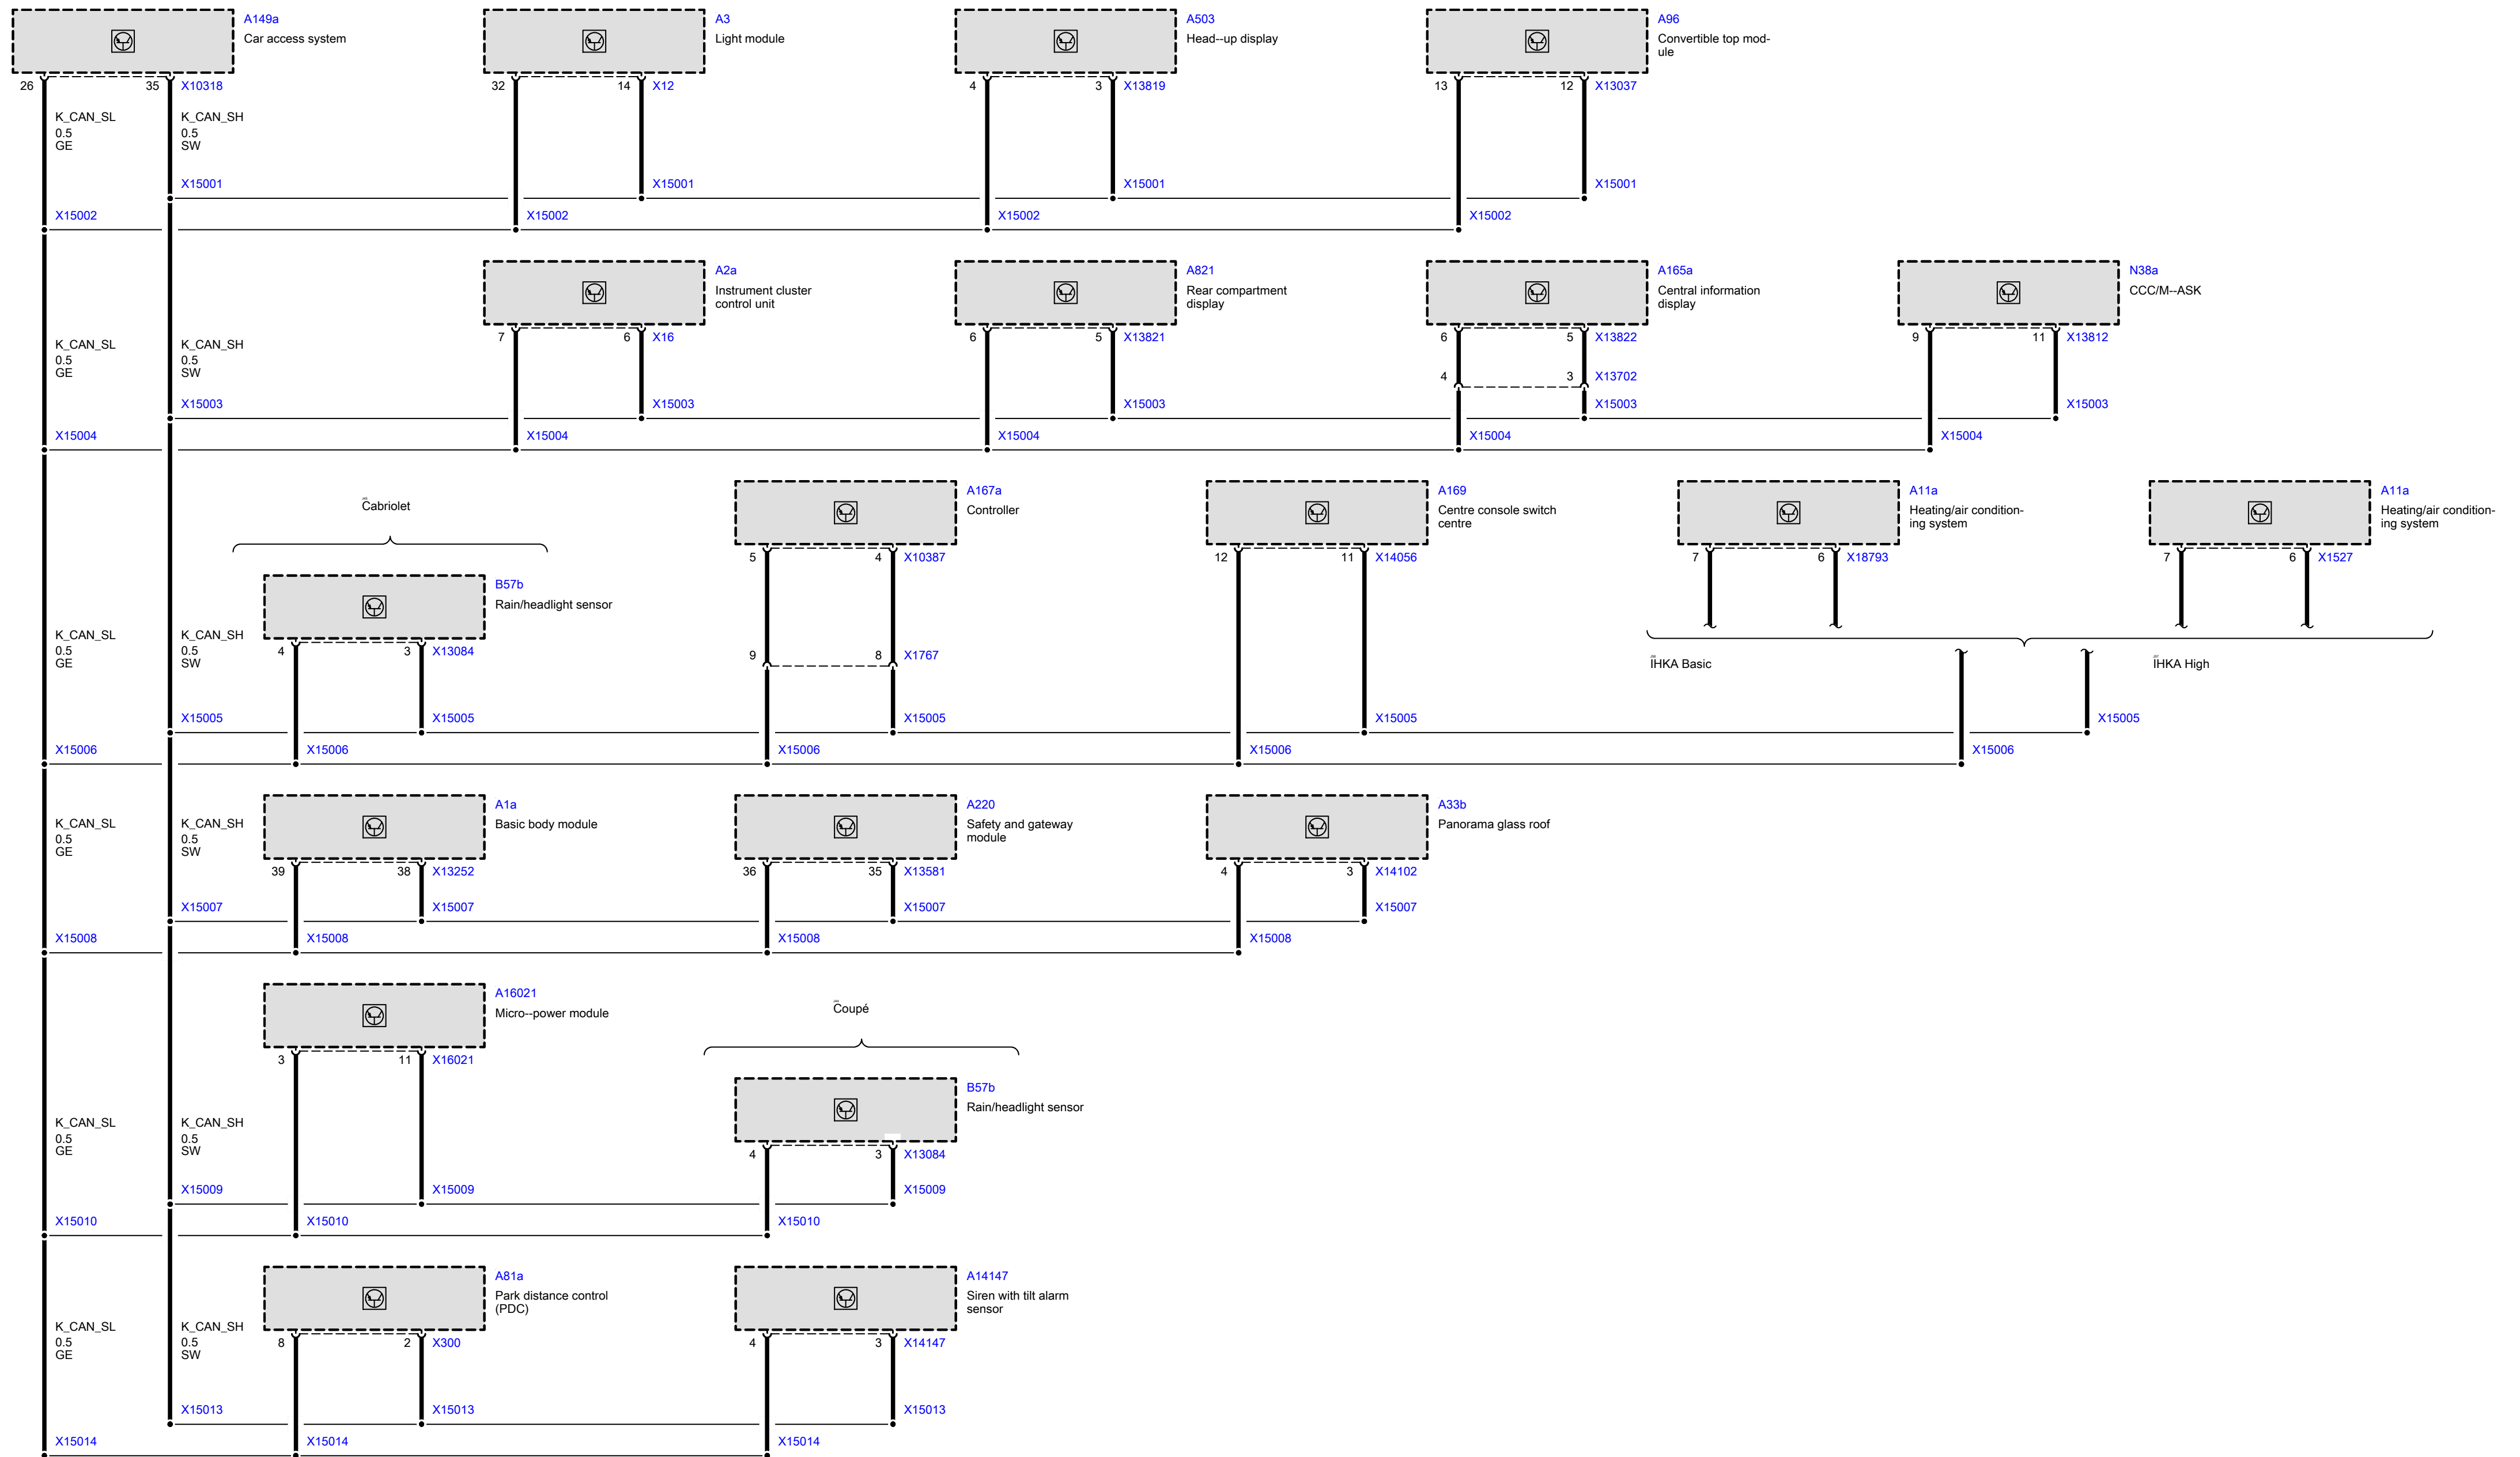 A149a
Car access system
A3
Light module
A503
Head--up display
A96
Convertible top mod-
ule
26
35
X10318
32
14
X12
4
3
X13819
13
12
X13037
K_CAN_SL
0.5
GE
K_CAN_SH
0.5
SW
X15001
X15001
X15001
X15001
X15002
X15002
X15002
X15002
A2a
Instrument cluster
control unit
A821
Rear compartment
display
A165a
Central information
display
N38a
CCC/M--ASK
7
6
X16
6
5
X13821
6
5
X13822
9
11
X13812
K_CAN_SL
0.5
GE
K_CAN_SH
0.5
SW
4
3
X13702
X15003
X15003
X15003
X15003
X15003
X15004
X15004
X15004
X15004
X15004
Cabriolet
A167a
Controller
A169
Centre console switch
centre
A11a
Heating/air condition-
ing system
A11a
Heating/air condition-
ing system
5
4
X10387
12
11
X14056
7
6
X18793
7
6
X1527
B57b
Rain/headlight sensor
K_CAN_SL
0.5
GE
K_CAN_SH
0.5
SW
4
3
X13084
9
8
X1767
IHKA Basic
IHKA High
X15005
X15005
X15005
X15005
X15005
X15006
X15006
X15006
X15006
X15006
A1a
Basic body module
A220
Safety and gateway
module
A33b
Panorama glass roof
K_CAN_SL
0.5
GE
K_CAN_SH
0.5
SW
39
38
X13252
36
35
X13581
4
3
X14102
X15007
X15007
X15007
X15007
X15008
X15008
X15008
X15008
A16021
Micro--power module
Coupé
3
11
X16021
B57b
Rain/headlight sensor
K_CAN_SL
0.5
GE
K_CAN_SH
0.5
SW
4
3
X13084
X15009
X15009
X15009
X15010
X15010
X15010
A81a
Park distance control
(PDC)
A14147
Siren with tilt alarm
sensor
K_CAN_SL
0.5
GE
K_CAN_SH
0.5
SW
8
2
X300
4
3
X14147
X15013
X15013
X15013
X15014
X15014
X15014